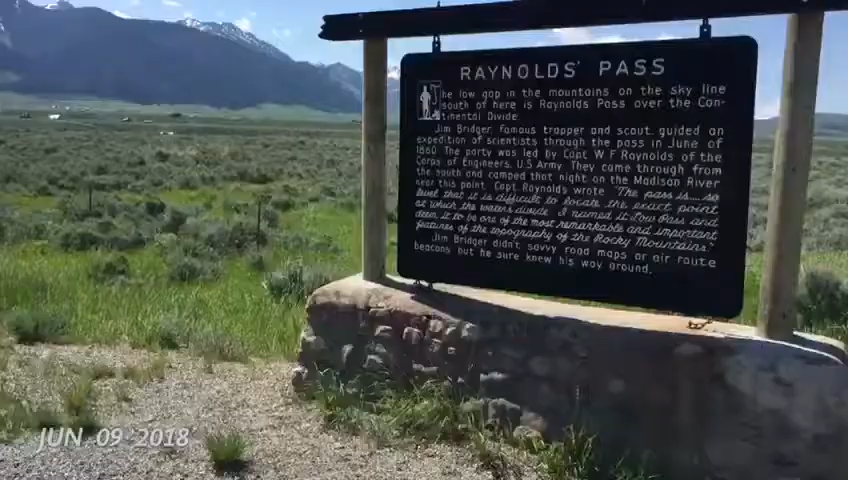 RAYNOLDS' PASS
The low gap in the mountains on the sky line
south of here is Raynolds Pass over the Con-
tinental Divide.
Jim Bridger, famous trapper and scout, guided an
expedition of scientists through the pass in June of
1860. The party was led by Capt. W F Raynolds of the
Corps of Engineers, U.S. Army. They came through from
the south and camped that night on the Madison River
near this point. Capt. Raynolds wrote "The pass is.... so
level that it is difficult to locate the exact point
at which the waters divide. I named it Low Pass and
deem it to be one of the most remarkable and important
features of the topography of the Rocky Mountains."
Jim Bridger didn't savvy road maps or air route
beacons but he sure knew his way around.
JUN 09 2018